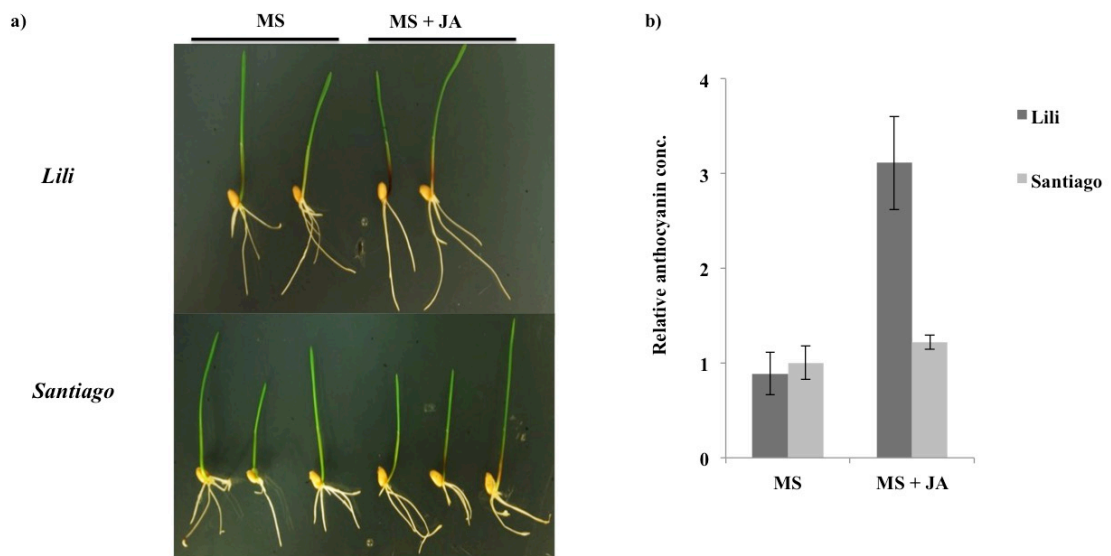 a)
MS
MS + JA
Lili
Santiago
b)
Relative anthocyanin conc.
4
3
2
1
0
MS
MS + JA
Lili
Santiago